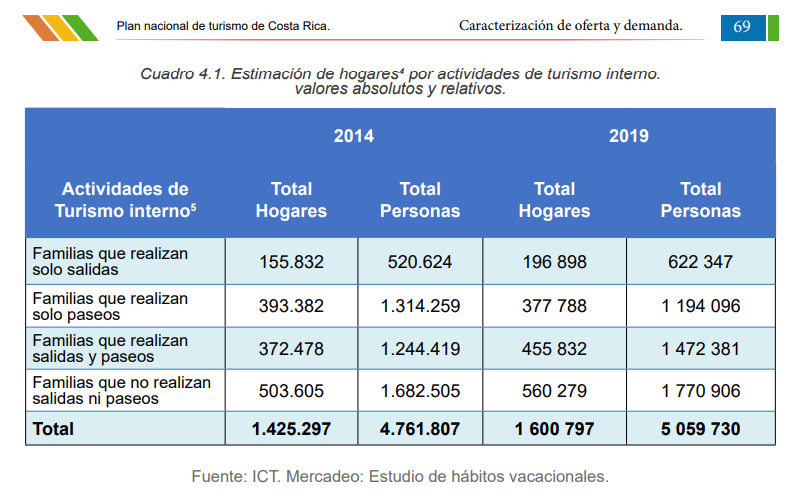 Plan nacional de turismo de Costa Rica. Caracterización de oferta y demanda. 69
Cuadro 4.1. Estimación de hogares⁴ por actividades de turismo interno.
valores absolutos y relativos.
2014 2019
Actividades de Turismo interno⁵ Total Hogares Total Personas Total Hogares Total Personas
Familias que realizan solo salidas 155.832 520.624 196 898 622 347
Familias que realizan solo paseos 393.382 1.314.259 377 788 1 194 096
Familias que realizan salidas y paseos 372.478 1.244.419 455 832 1 472 381
Familias que no realizan salidas ni paseos 503.605 1.682.505 560 279 1 770 906
Total 1.425.297 4.761.807 1 600 797 5 059 730
Fuente: ICT. Mercadeo: Estudio de hábitos vacacionales.